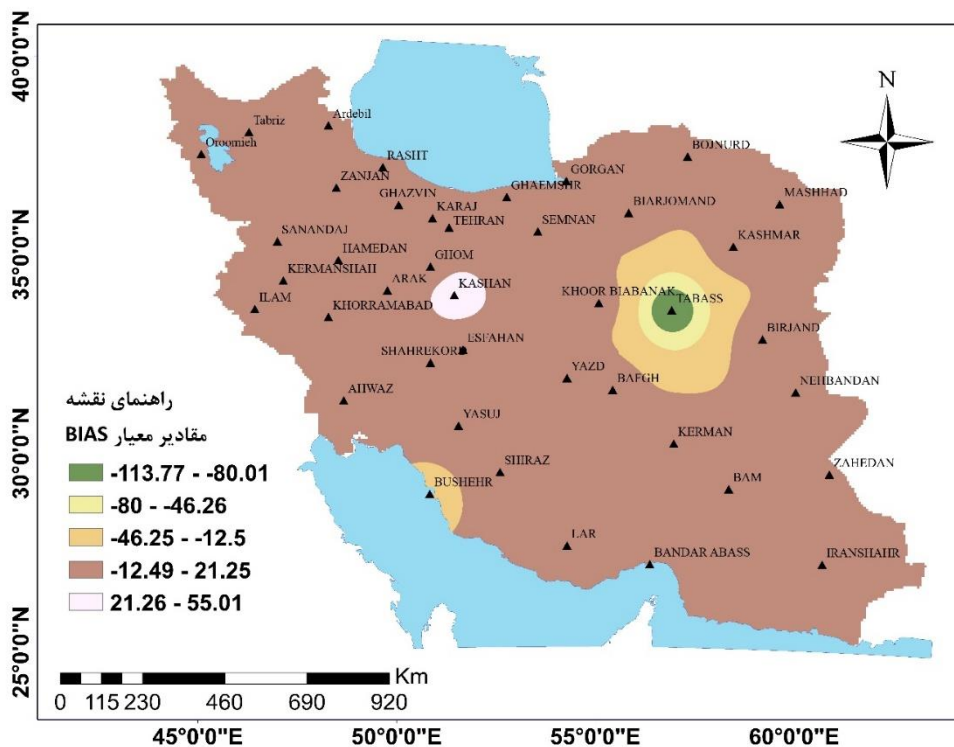 40°0'0"N
35°0'0"N
30°0'0"N
25°0'0"N
N
Ardebil
Tabriz
Oroomieh
RASHT
BOJNURD
ZANJAN
GORGAN
GHAEMSHR
GHAZVIN
MASHHAD
KARAJ
BIARJOMAND
TEHRAN
SEMNAN
SANANDAJ
KASHMAR
HAMEDAN
GHOM
KERMANSHAH
ARAK
KASHAN
KHOOR BIABANAK
TABASS
ILAM
KHORRAMABAD
BIRJAND
ESFAHAN
SHAHREKORD
YAZD
BAFGH
NEHBANDAN
AHWAZ
YASUJ
KERMAN
SHIRAZ
ZAHEDAN
BUSHEHR
BAM
LAR
BANDAR ABASS
IRANSHAHR
راهنمای نقشه
مقادیر معیار BIAS
-113.77 - -80.01
-80 - -46.26
-46.25 - -12.5
-12.49 - 21.25
21.26 - 55.01
Km
0 115 230 460 690 920
45°0'0"E 50°0'0"E 55°0'0"E 60°0'0"E